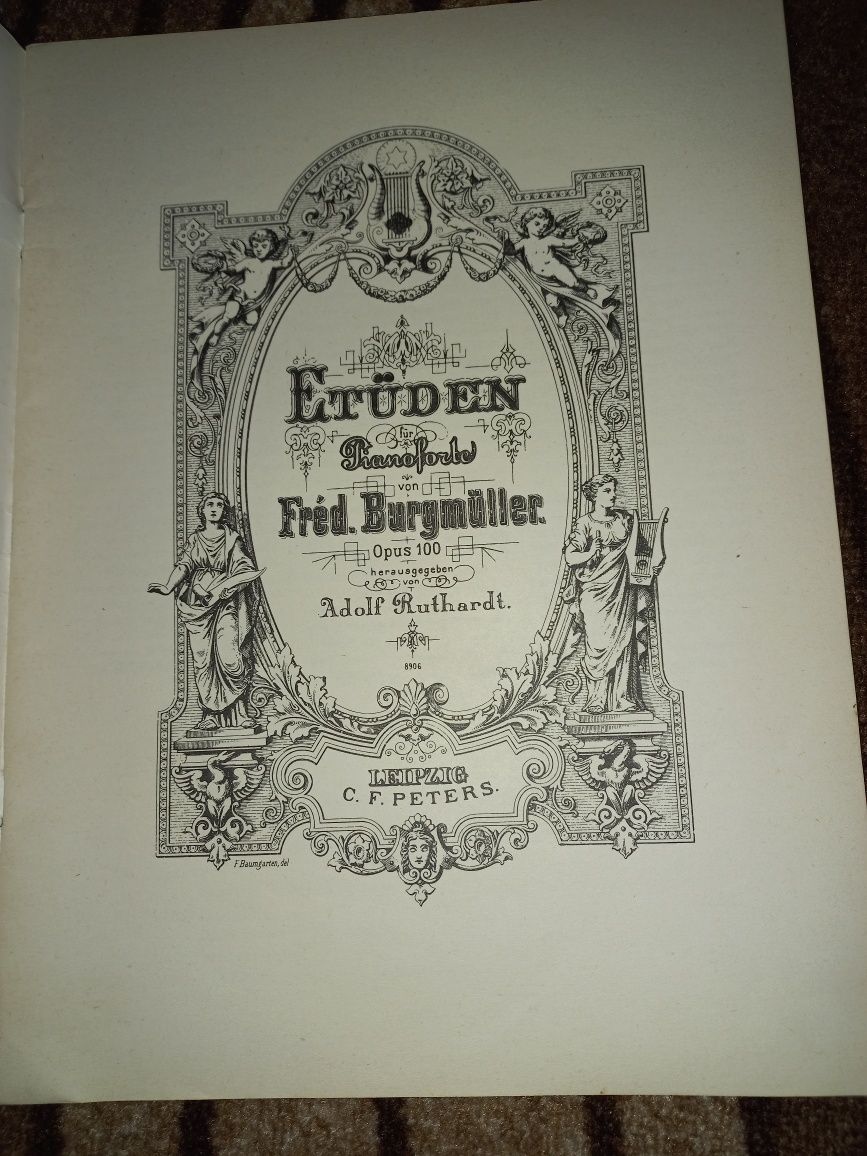 ETÜDEN
für
Pianoforte
von
Fréd. Burgmüller.
Opus 100
herausgegeben
von
Adolf Ruthardt.
8906
LEIPZIG
C. F. PETERS.
F. Baumgarten, del